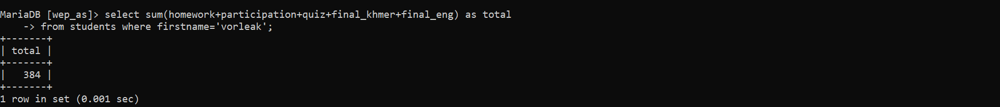 MariaDB [wep_as]> select sum(homework+participation+quiz+final_khmer+final_eng) as total
    -> from students where firstname='vorleak';
+-------+
| total |
+-------+
|   384 |
+-------+
1 row in set (0.001 sec)